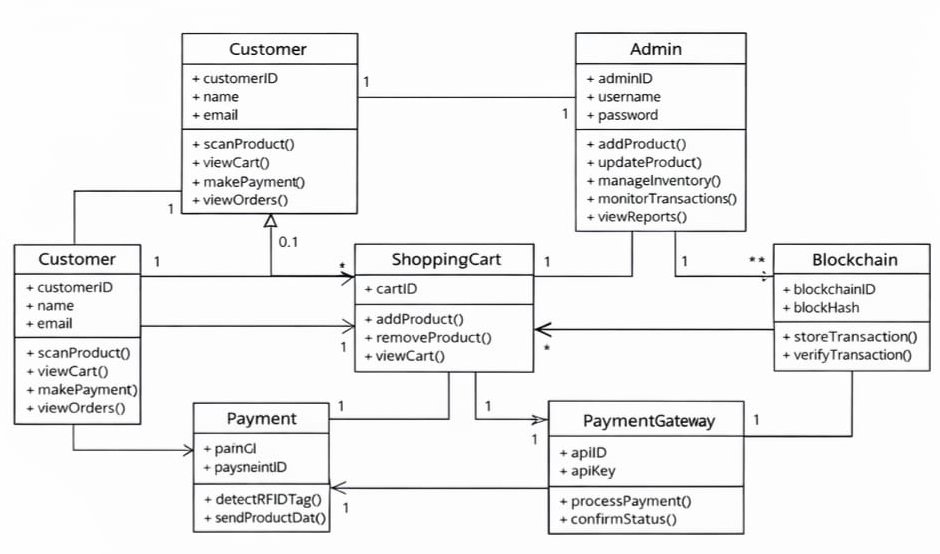 Customer
+ customerID
+ name
+ email
+ scanProduct()
+ viewCart()
+ makePayment()
+ viewOrders()
Admin
+ adminID
+ username
+ password
+ addProduct()
+ updateProduct()
+ manageInventory()
+ monitorTransactions()
+ viewReports()
1
1
1
0.1
Customer
+ customerID
+ name
+ email
+ scanProduct()
+ viewCart()
+ makePayment)
+ viewOrders()
1
*
1
ShoppingCart
+ cartID
+ addProduct()
+ removeProduct()
+ viewCart()
1
1
**
*
Blockchain
+ blockchainID
+ blockHash
+ storeTransaction()
+ verifyTransaction()
Payment
+ painGI
+ paysneintID
+ detectRFIDTag()
+ sendProductDat()
1
1
1
1
PaymentGateway
+ apiID
+ apiKey
+ processPayment()
+ confirmStatus()
1